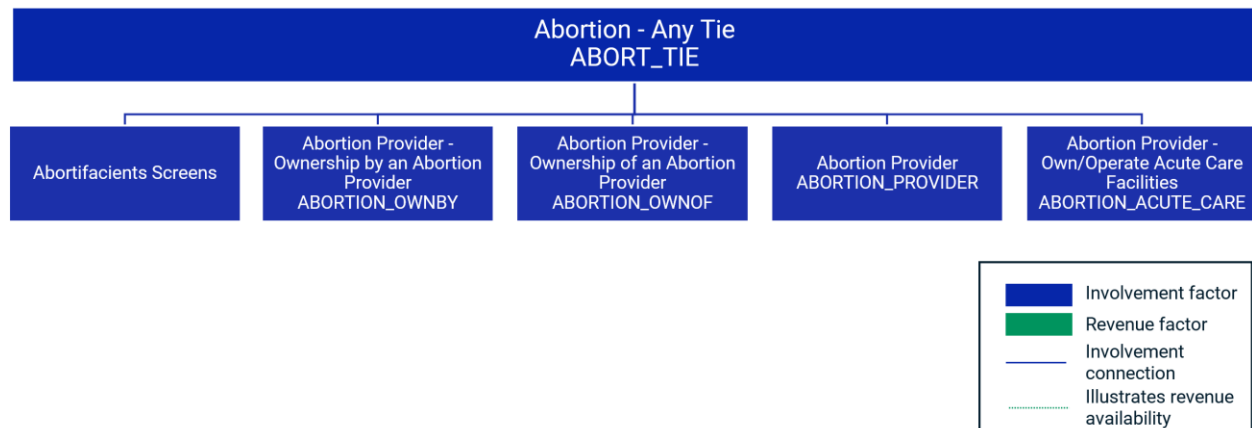 Abortion - Any Tie
ABORT_TIE
Abortifacients Screens
Abortion Provider -
Ownership by an Abortion
Provider
ABORTION_OWNBY
Abortion Provider -
Ownership of an Abortion
Provider
ABORTION_OWNOF
Abortion Provider
ABORTION_PROVIDER
Abortion Provider -
Own/Operate Acute Care
Facilities
ABORTION_ACUTE_CARE
Involvement factor
Revenue factor
Involvement
connection
Illustrates revenue
availability